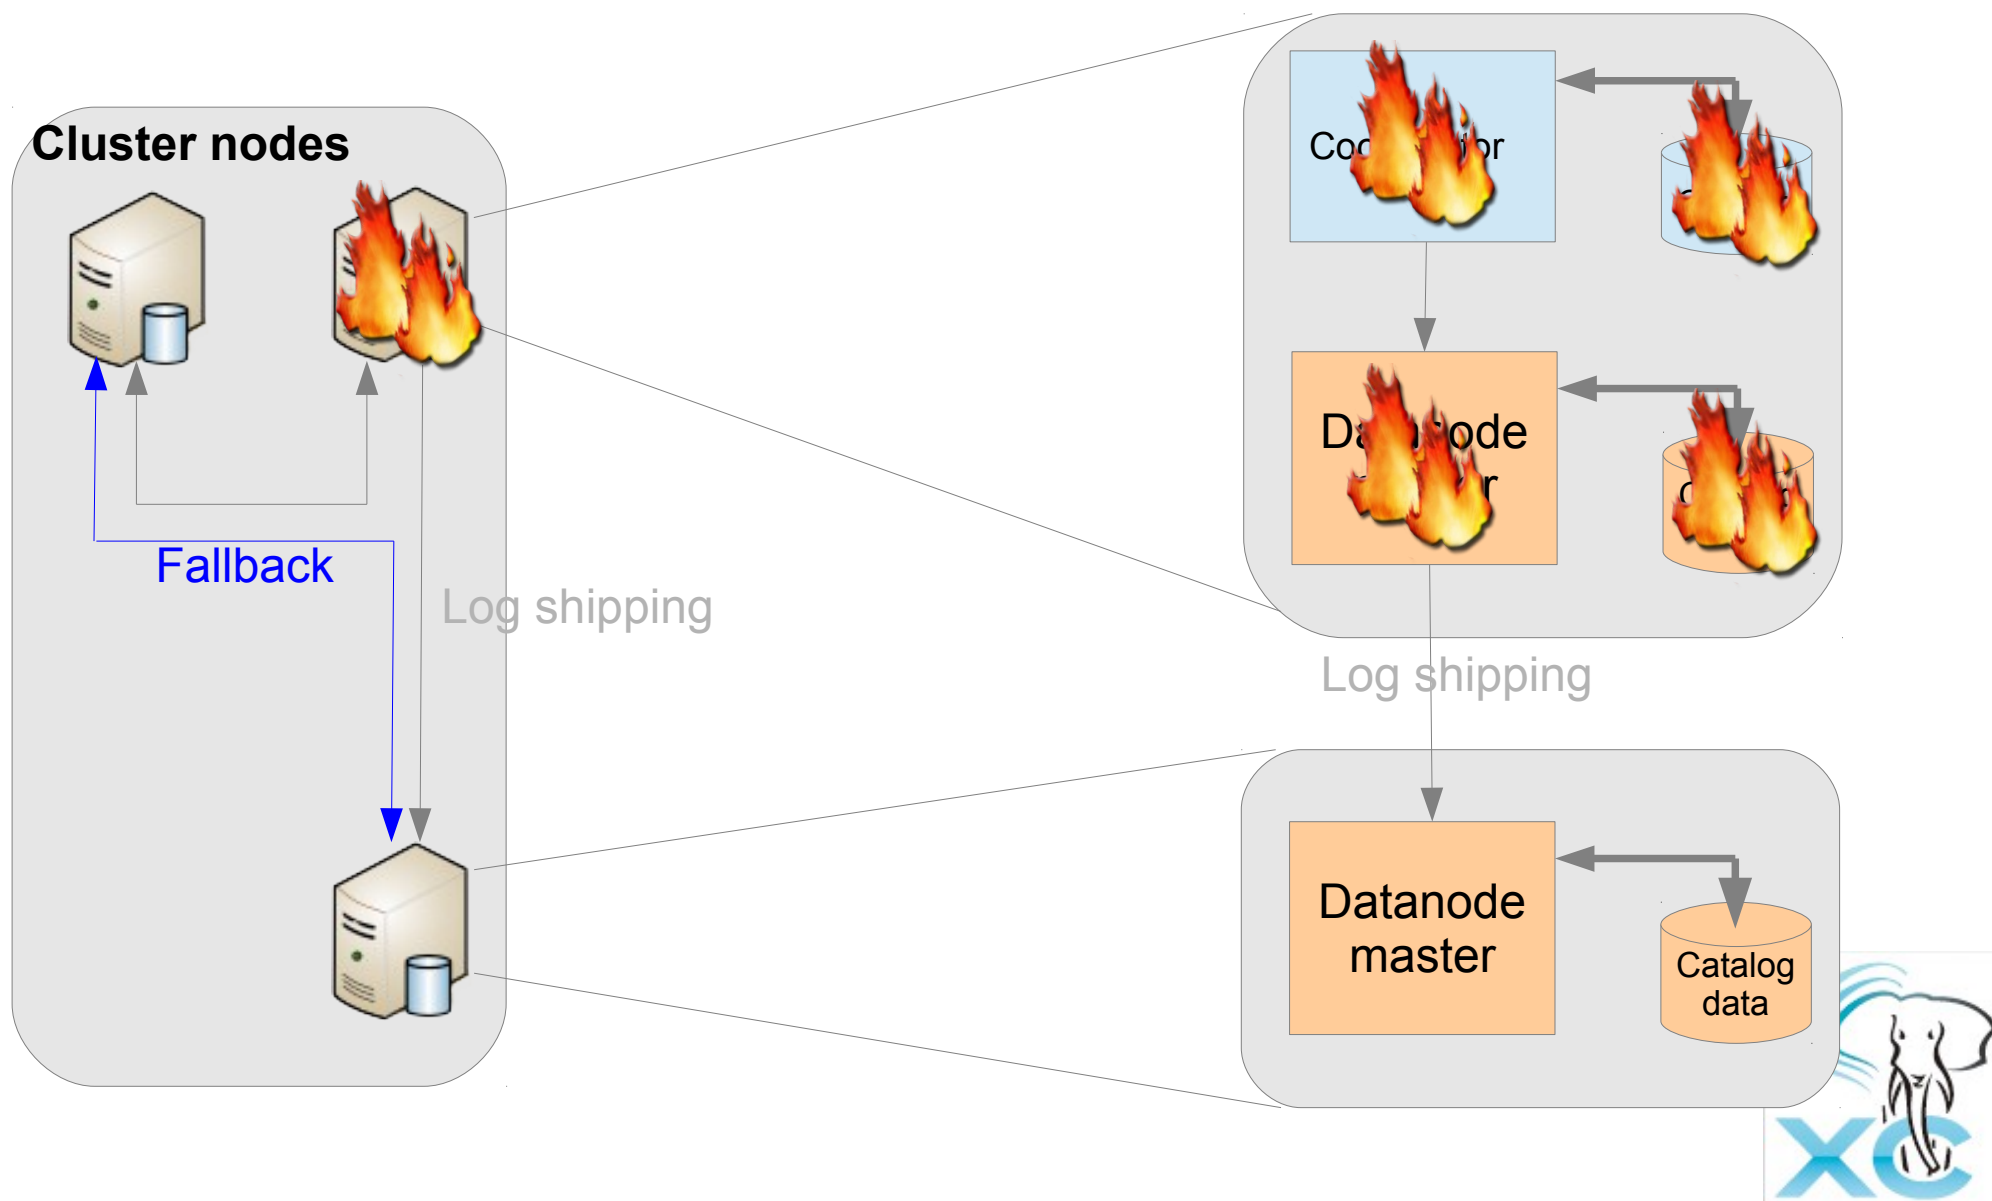 Cluster nodes
Fallback
Log shipping
Log shipping
Datanode
master
Catalog
data
XC